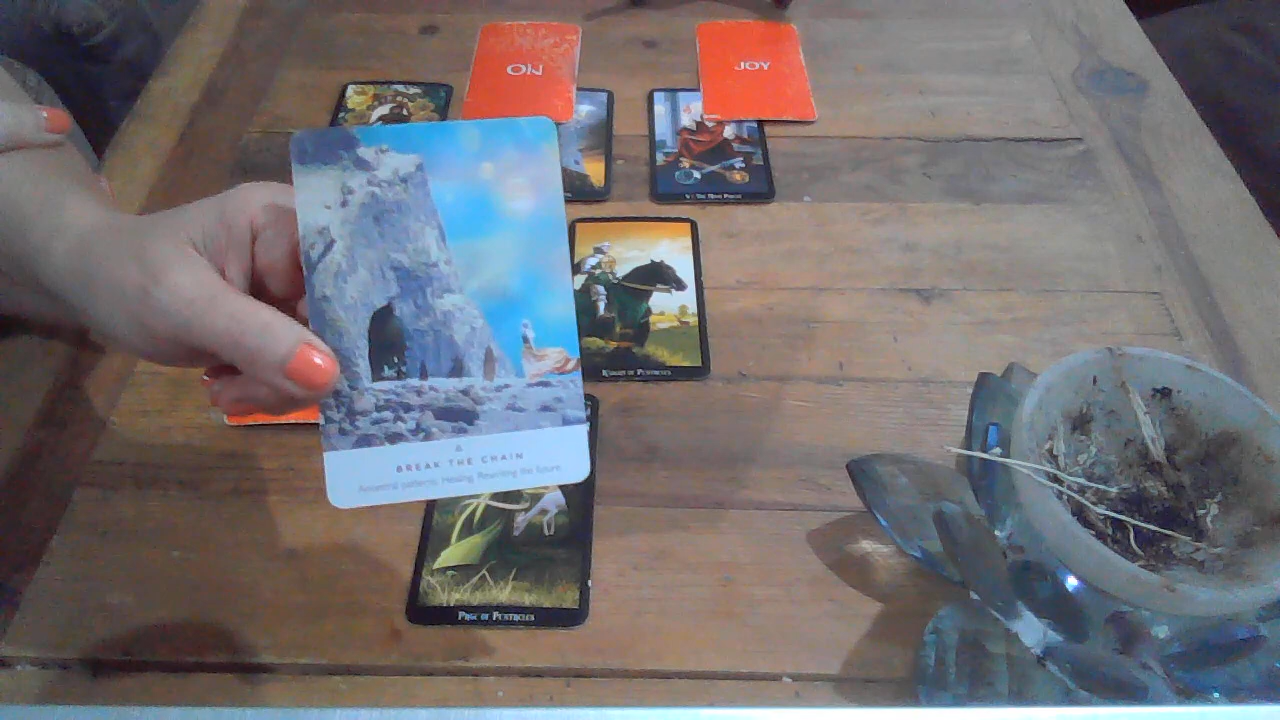 ON
JOY
V · The High Priest
Knight of Pentacles
BREAK THE CHAIN
Ancestral patterns. Healing. Rewriting the future.
Page of Pentacles